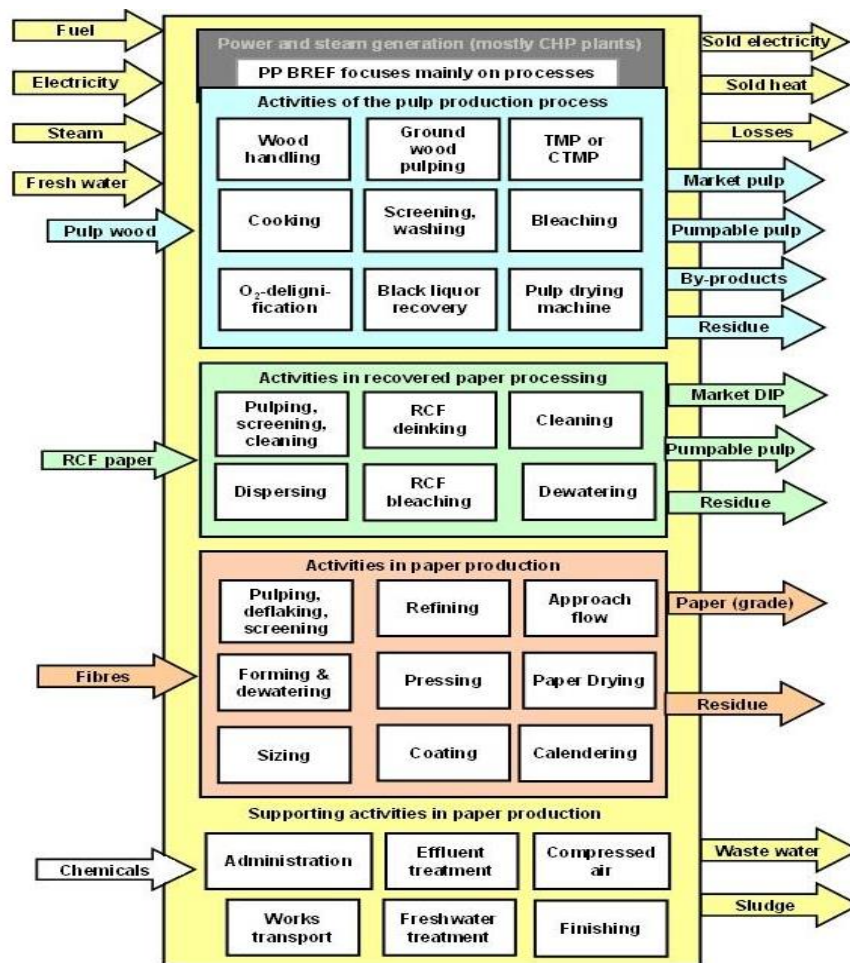 Fuel
Electricity
Steam
Fresh water
Pulp wood
RCF paper
Fibres
Chemicals
Power and steam generation (mostly CHP plants)
PP BREF focuses mainly on processes
Activities of the pulp production process
Wood
handling
Ground
wood
pulping
TMP or
CTMP
Cooking
Screening,
washing
Bleaching
O₂-deligni-
fication
Black liquor
recovery
Pulp drying
machine
Activities in recovered paper processing
Pulping,
screening,
cleaning
RCF
deinking
Cleaning
Dispersing
RCF
bleaching
Dewatering
Activities in paper production
Pulping,
deflaking,
screening
Refining
Approach
flow
Forming &
dewatering
Pressing
Paper Drying
Sizing
Coating
Calendering
Supporting activities in paper production
Administration
Effluent
treatment
Compressed
air
Works
transport
Freshwater
treatment
Finishing
Sold electricity
Sold heat
Losses
Market pulp
Pumpable pulp
By-products
Residue
Market DIP
Pumpable pulp
Residue
Paper (grade)
Residue
Waste water
Sludge